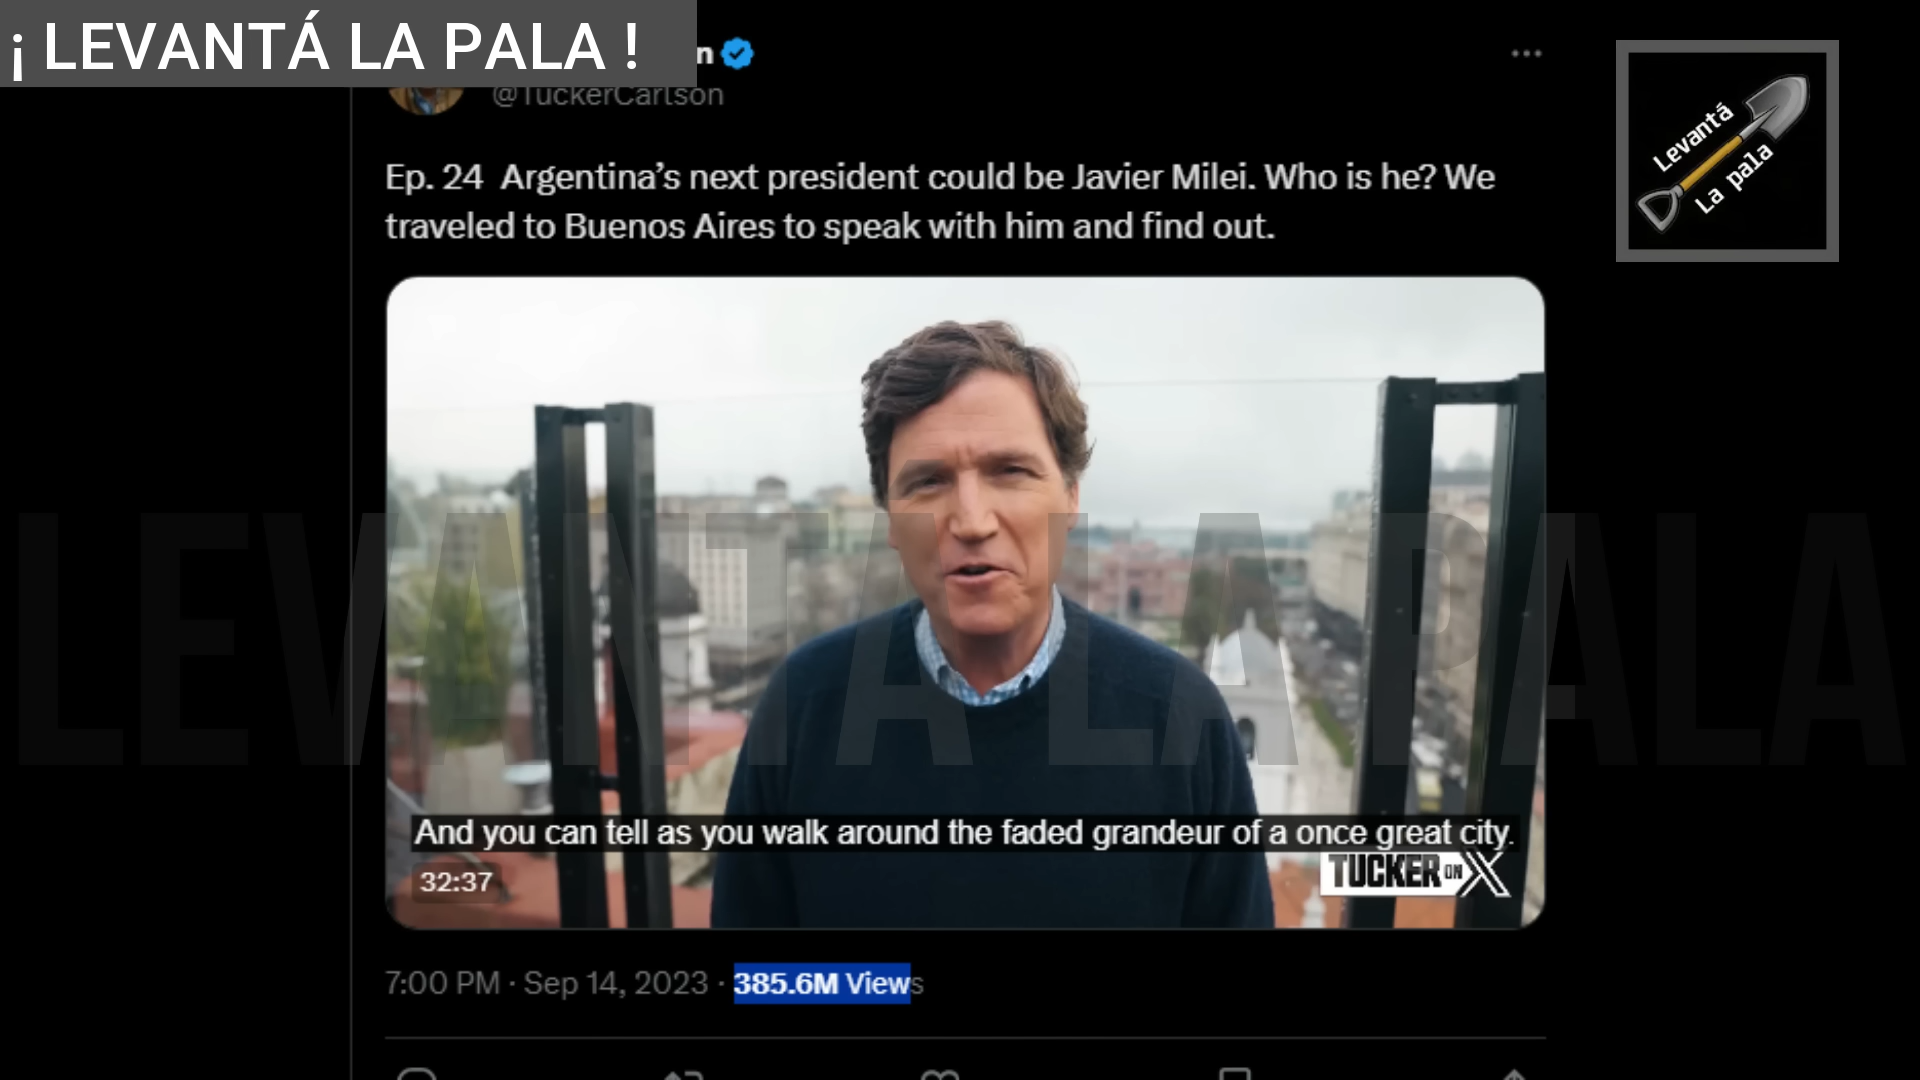 ¡ LEVANTÁ LA PALA !
n
@TuckerCarlson
Levantá
La pala
Ep. 24 Argentina’s next president could be Javier Milei. Who is he? We
traveled to Buenos Aires to speak with him and find out.
LEVANTA LA PALA
And you can tell as you walk around the faded grandeur of a once great city.
32:37
TUCKER ON X
7:00 PM · Sep 14, 2023 · 385.6M Views